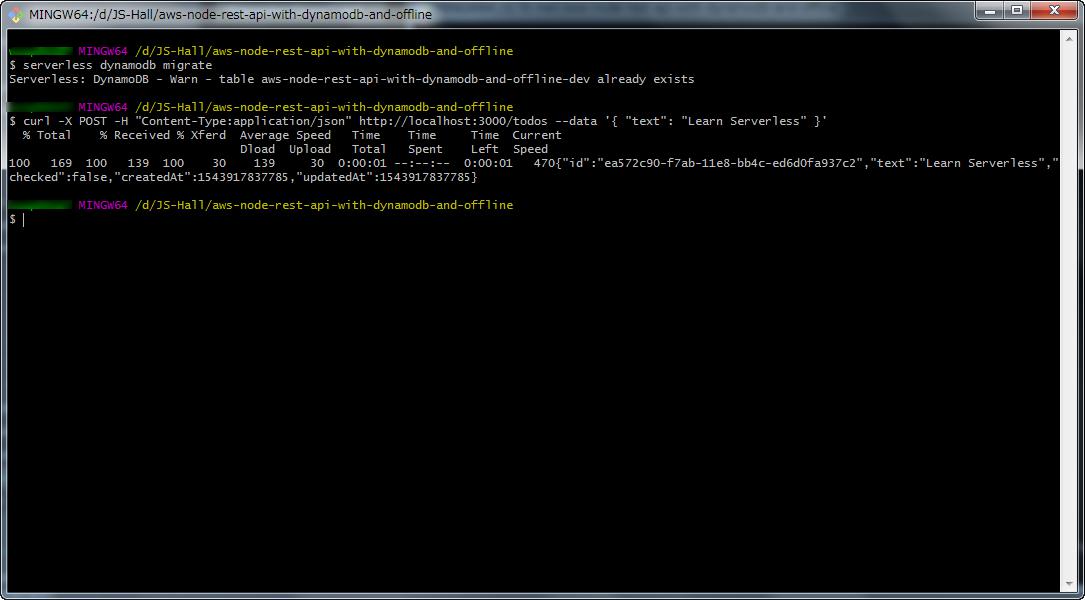 MINGW64:/d/JS-Hall/aws-node-rest-api-with-dynamodb-and-offline
MINGW64 /d/JS-Hall/aws-node-rest-api-with-dynamodb-and-offline
$ serverless dynamodb migrate
Serverless: DynamoDB - Warn - table aws-node-rest-api-with-dynamodb-and-offline-dev already exists
MINGW64 /d/JS-Hall/aws-node-rest-api-with-dynamodb-and-offline
$ curl -X POST -H "Content-Type:application/json" http://localhost:3000/todos --data '{ "text": "Learn Serverless" }'
  % Total    % Received % Xferd  Average Speed   Time    Time     Time  Current
                                 Dload  Upload   Total   Spent    Left  Speed
100   169  100   139  100    30    139     30  0:00:01 --:--:--  0:00:01   470{"id":"ea572c90-f7ab-11e8-bb4c-ed6d0fa937c2","text":"Learn Serverless","
checked":false,"createdAt":1543917837785,"updatedAt":1543917837785}
MINGW64 /d/JS-Hall/aws-node-rest-api-with-dynamodb-and-offline
$